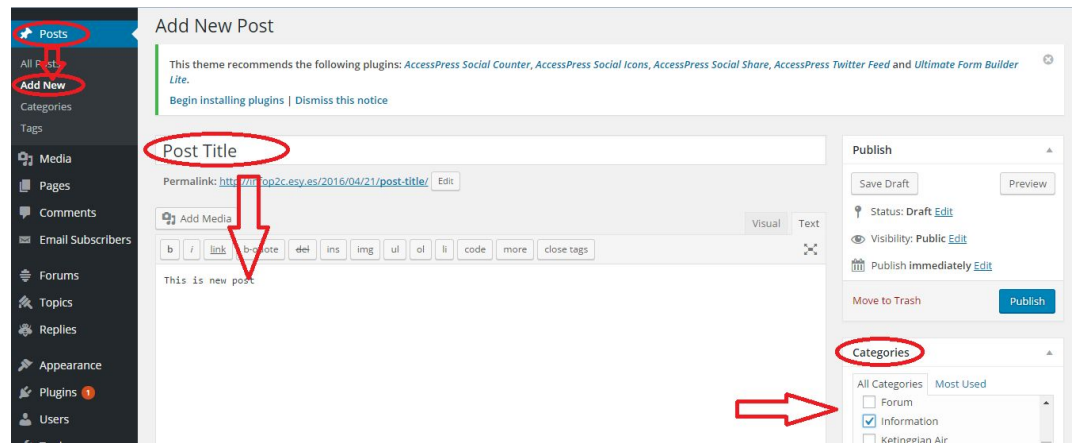 Add New Post
Posts
All Posts
Add New
Categories
Tags
Media
Pages
Comments
Email Subscribers
Forums
Topics
Replies
Appearance
Plugins 1
Users
This theme recommends the following plugins: AccessPress Social Counter, AccessPress Social Icons, AccessPress Social Share, AccessPress Twitter Feed and Ultimate Form Builder
Lite.
Begin installing plugins | Dismiss this notice
Post Title
Permalink: http://infop2c.esy.es/2016/04/21/post-title/ Edit
Add Media
Visual Text
b i link b-quote del ins img ul ol li code more close tags
This is new post
Publish
Save Draft Preview
Status: Draft Edit
Visibility: Public Edit
Publish immediately Edit
Move to Trash Publish
Categories
All Categories Most Used
Forum
Information
Ketinggian Air